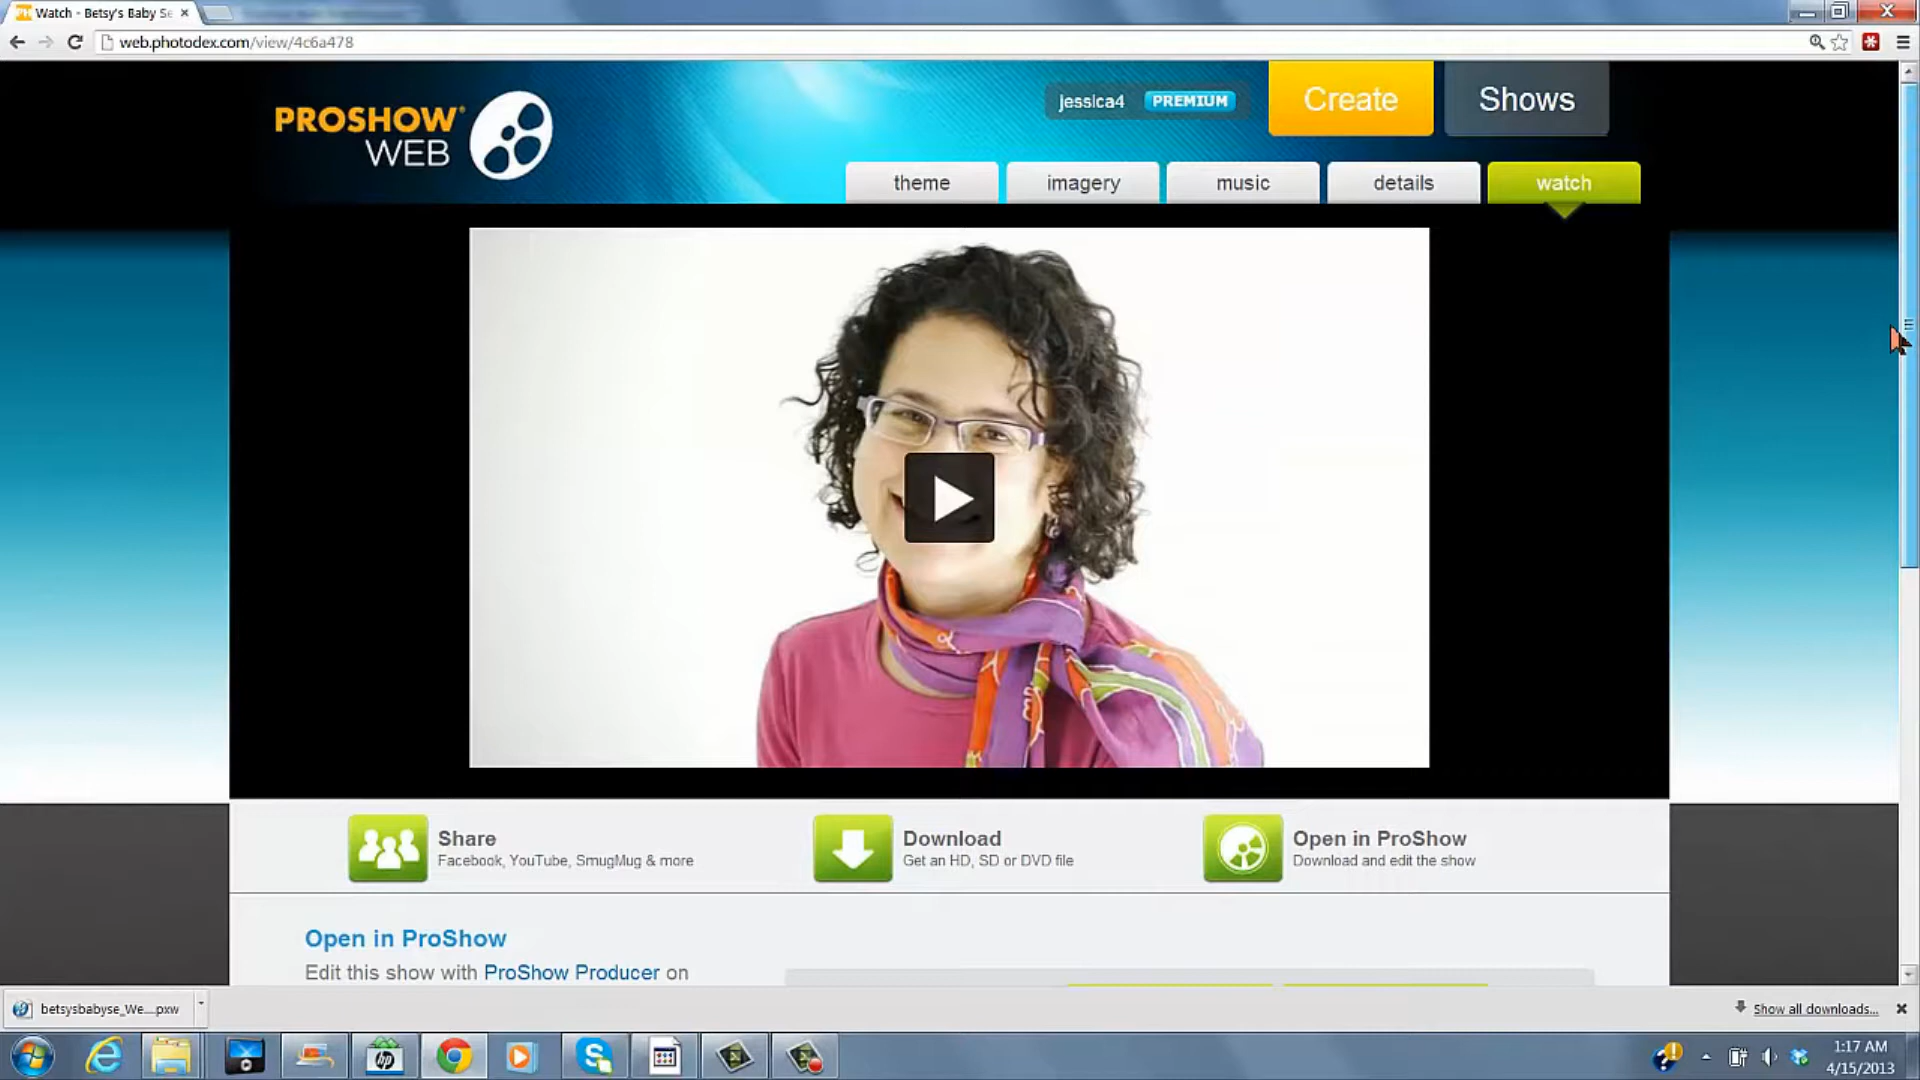 Watch - Betsy's Baby Se
web.photodex.com/view/4c6a478
PROSHOW®
WEB
jessica4 PREMIUM
Create
Shows
theme
imagery
music
details
watch
Share
Facebook, YouTube, SmugMug & more
Download
Get an HD, SD or DVD file
Open in ProShow
Download and edit the show
Open in ProShow
Edit this show with ProShow Producer on
betsysbabyse_We....pxw
Show all downloads...
hp
1:17 AM
4/15/2013